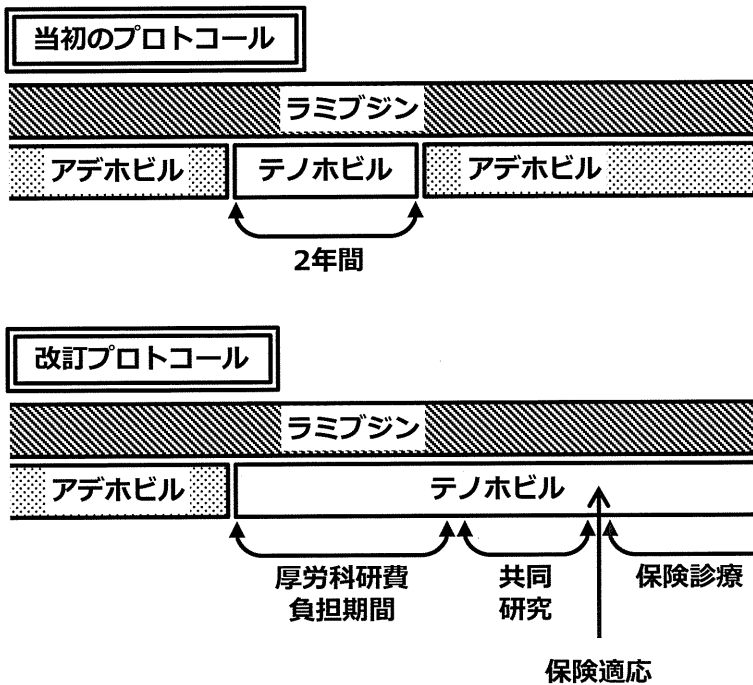 当初のプロトコール
ラミブジン
アデホビル
テノホビル
アデホビル
2年間
改訂プロトコール
ラミブジン
アデホビル
テノホビル
厚労科研費
負担期間
共同
研究
保険診療
保険適応